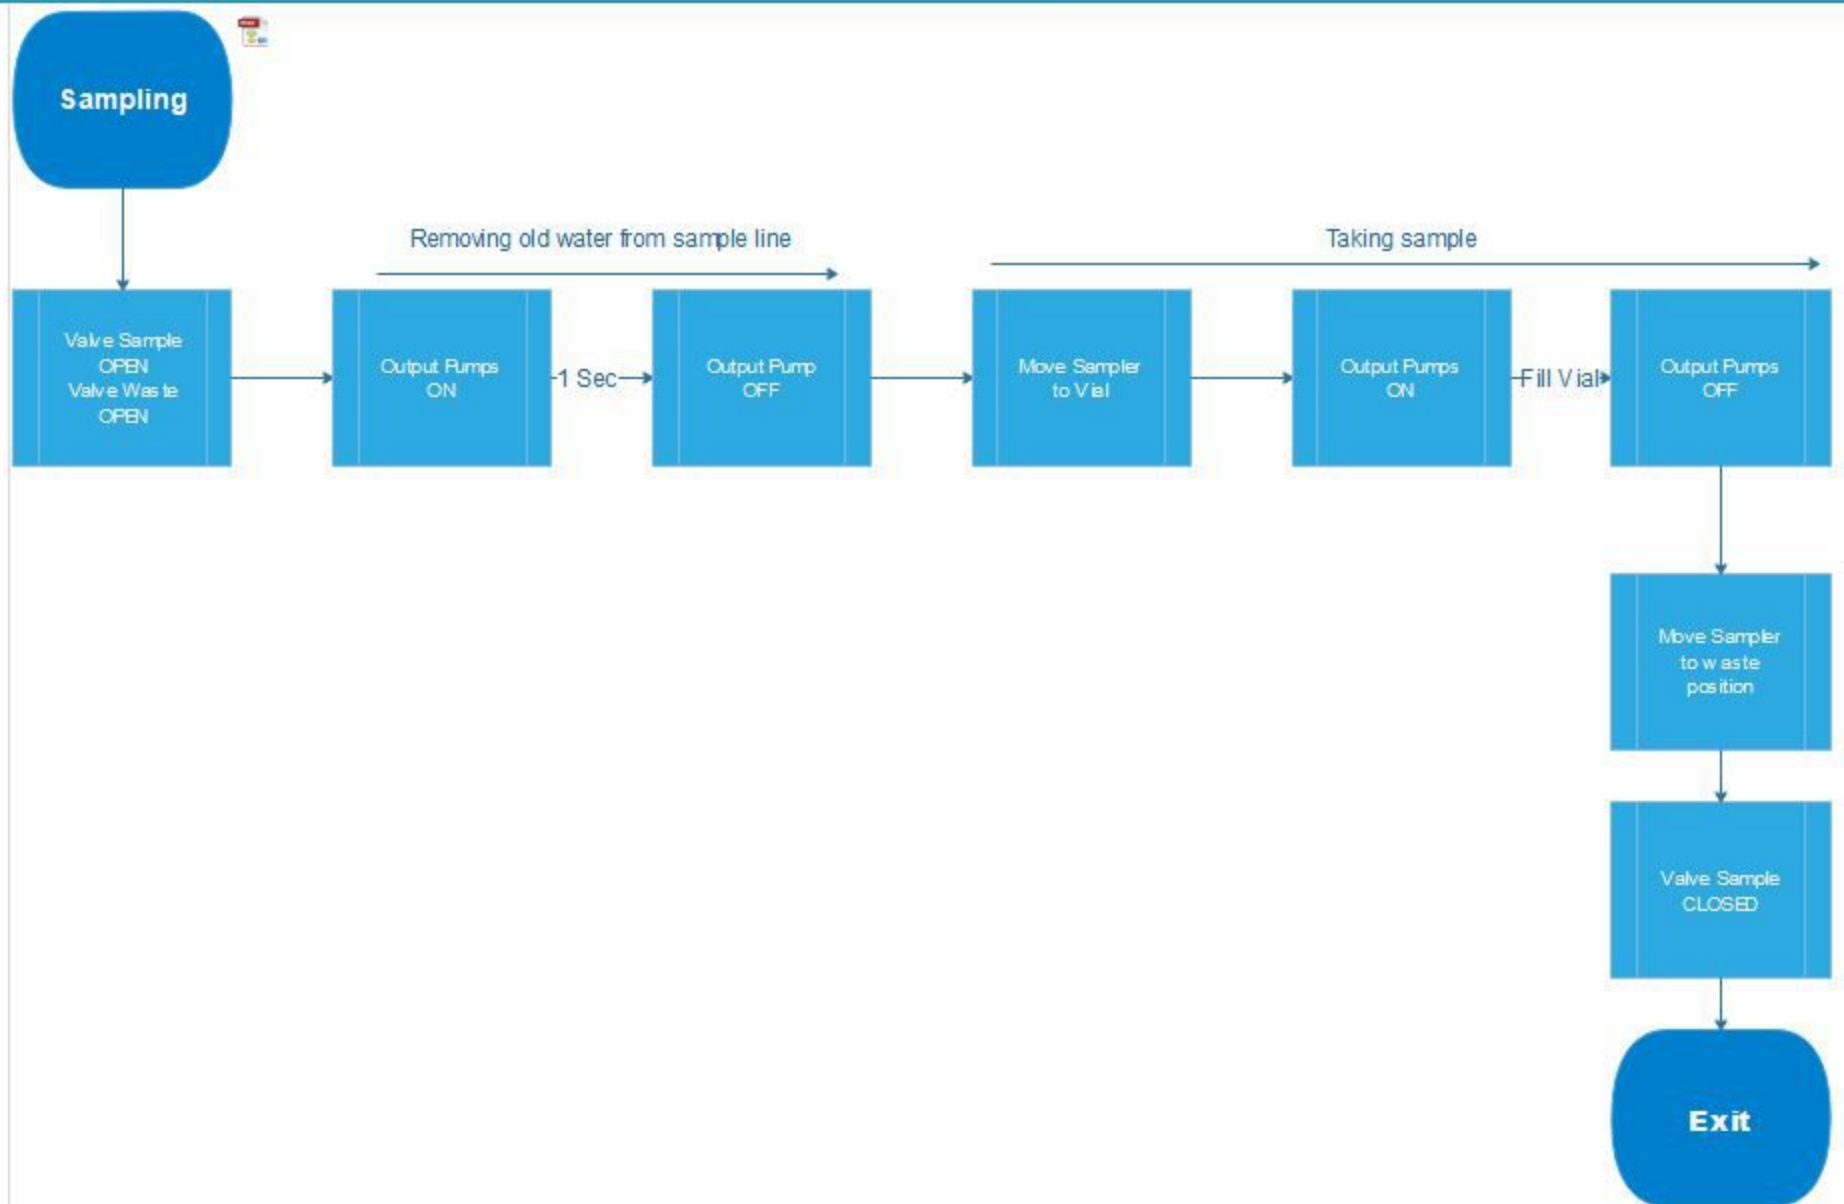 Sampling
Removing old water from sample line
Taking sample
Valve Sample
OPEN
Valve Waste
OPEN
Output Pumps
ON
1 Sec
Output Pump
OFF
Move Sampler
to Vial
Output Pumps
ON
Fill Vial
Output Pumps
OFF
Move Sampler
to waste
position
Valve Sample
CLOSED
Exit